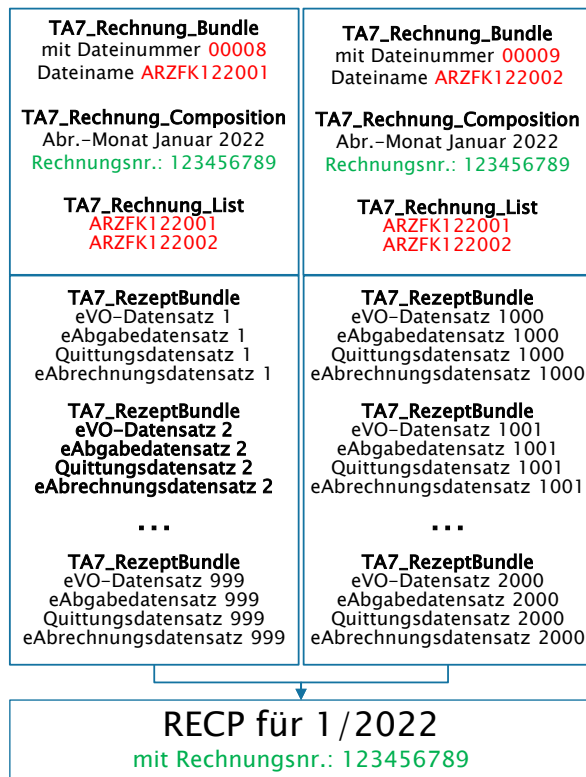 TA7_Rechnung_Bundle
mit Dateinummer 00008
Dateiname ARZFK122001
TA7_Rechnung_Composition
Abr.-Monat Januar 2022
Rechnungsnr.: 123456789
TA7_Rechnung_List
ARZFK122001
ARZFK122002
TA7_RezeptBundle
eVO-Datensatz 1
eAbgabedatensatz 1
Quittungsdatensatz 1
eAbrechnungsdatensatz 1
TA7_RezeptBundle
eVO-Datensatz 2
eAbgabedatensatz 2
Quittungsdatensatz 2
eAbrechnungsdatensatz 2
...
TA7_RezeptBundle
eVO-Datensatz 999
eAbgabedatensatz 999
Quittungsdatensatz 999
eAbrechnungsdatensatz 999
TA7_Rechnung_Bundle
mit Dateinummer 00009
Dateiname ARZFK122002
TA7_Rechnung_Composition
Abr.-Monat Januar 2022
Rechnungsnr.: 123456789
TA7_Rechnung_List
ARZFK122001
ARZFK122002
TA7_RezeptBundle
eVO-Datensatz 1000
eAbgabedatensatz 1000
Quittungsdatensatz 1000
eAbrechnungsdatensatz 1000
TA7_RezeptBundle
eVO-Datensatz 1001
eAbgabedatensatz 1001
Quittungsdatensatz 1001
eAbrechnungsdatensatz 1001
...
TA7_RezeptBundle
eVO-Datensatz 2000
eAbgabedatensatz 2000
Quittungsdatensatz 2000
eAbrechnungsdatensatz 2000
RECP für 1/2022
mit Rechnungsnr.: 123456789